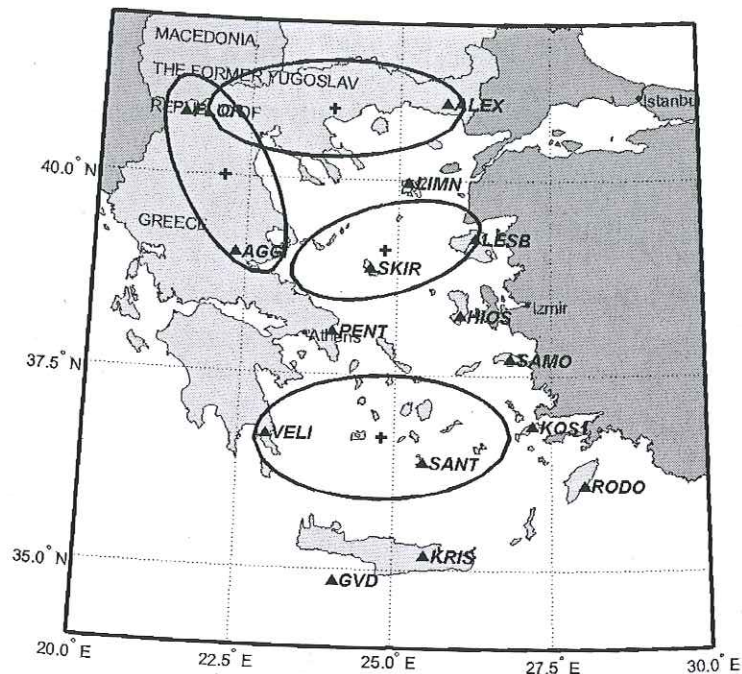 MACEDONIA,
THE FORMER YUGOSLAV
REPUBLIC OF
ALEX
Istanbu
40.0° N
LIMN
GREECE
AGGI
LESB
SKIR
HIOS
Izmir
PENT
Athens
SAMO
37.5° N
VELI
KOS1
SANT
RODO
35.0° N
KRIS
GVD
20.0° E
22.5° E
25.0° E
27.5° E
30.0° E